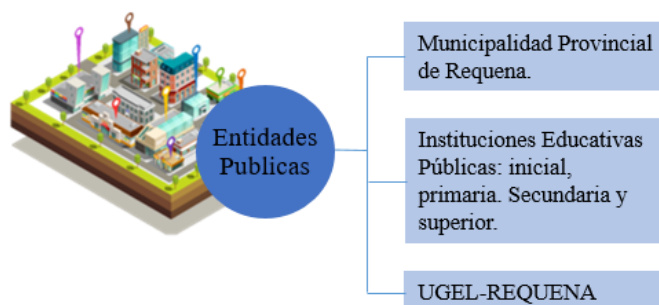 Entidades
Publicas
Municipalidad Provincial
de Requena.
Instituciones Educativas
Públicas: inicial,
primaria. Secundaria y
superior.
UGEL-REQUENA